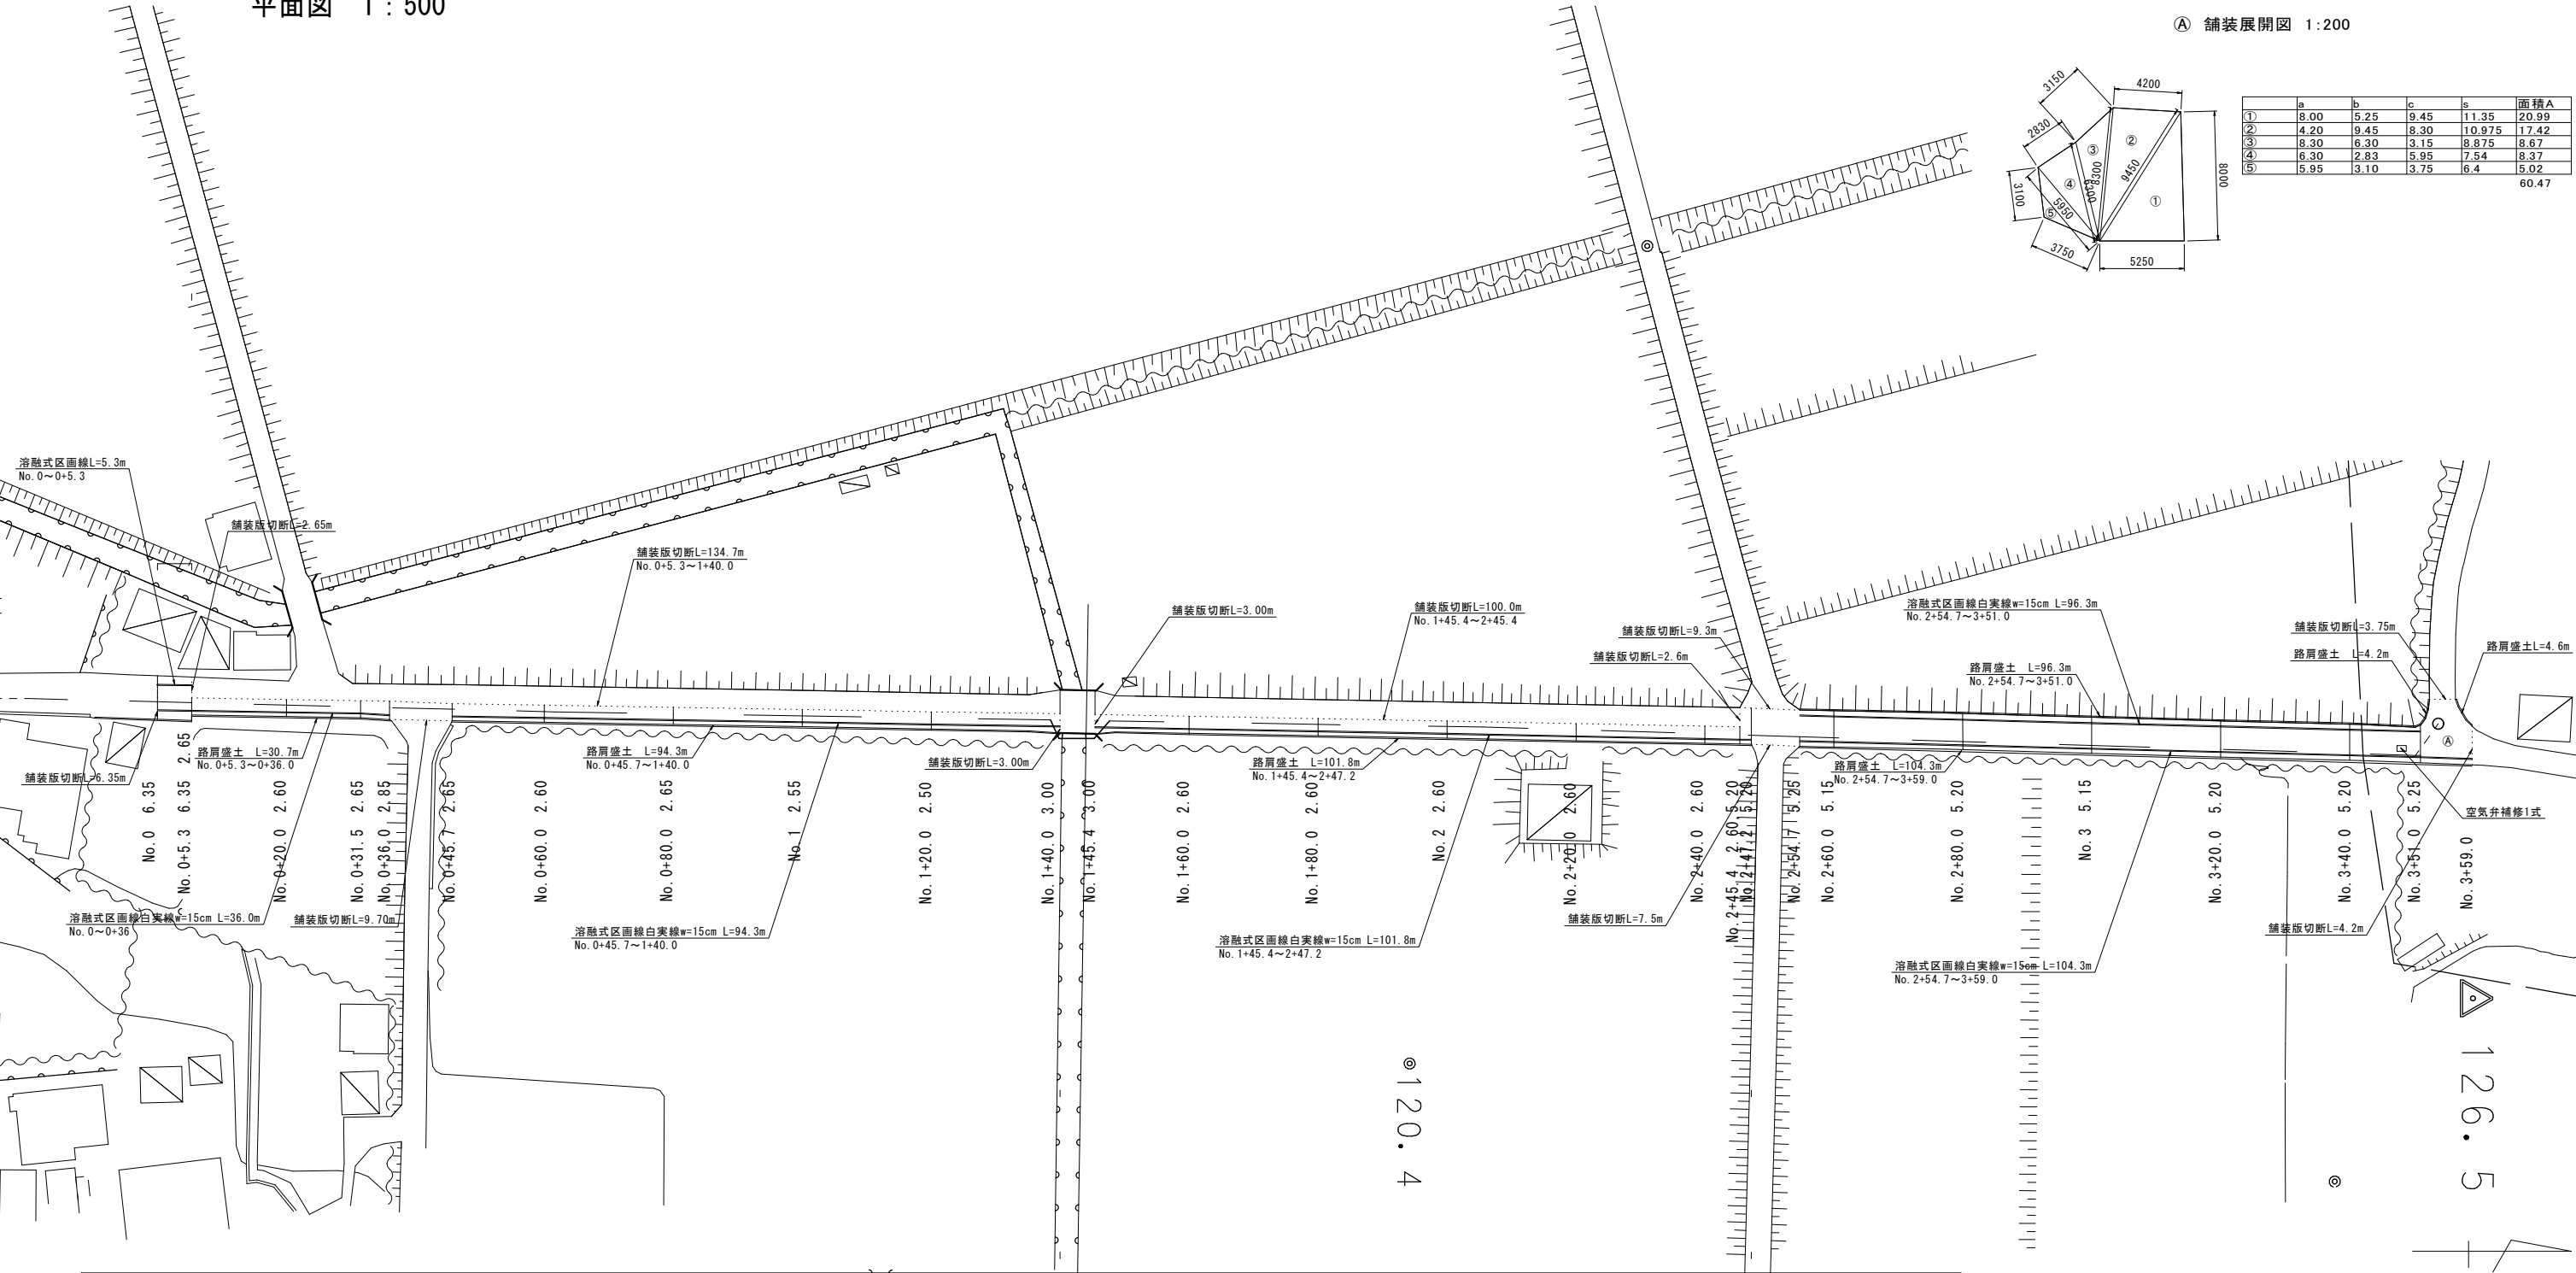 平面図 1：500
Ⓐ 舗装展開図 1:200
3150
4200
2830
8000
3100
3750
5250
8300
6300
9450
5950
①
②
③
④
⑤
a b c s 面積A
① 8.00 5.25 9.45 11.35 20.99
② 4.20 9.45 8.30 10.975 17.42
③ 8.30 6.30 3.15 8.875 8.67
④ 6.30 2.83 5.95 7.54 8.37
⑤ 5.95 3.10 3.75 6.4 5.02
60.47
溶融式区画線L=5.3m
No.0～0+5.3
舗装版切断L=2.65m
舗装版切断L=134.7m
No.0+5.3～1+40.0
舗装版切断L=3.00m
舗装版切断L=100.0m
No.1+45.4～2+45.4
舗装版切断L=9.3m
舗装版切断L=2.6m
溶融式区画線白実線w=15cm L=96.3m
No.2+54.7～3+51.0
路肩盛土 L=96.3m
No.2+54.7～3+51.0
舗装版切断L=3.75m
路肩盛土 L=4.2m
路肩盛土L=4.6m
Ⓐ
路肩盛土 L=30.7m
No.0+5.3～0+36.0
舗装版切断L=6.35m
路肩盛土 L=94.3m
No.0+45.7～1+40.0
舗装版切断L=3.00m
路肩盛土 L=101.8m
No.1+45.4～2+47.2
路肩盛土 L=104.3m
No.2+54.7～3+59.0
空気弁補修1式
No.0 6.35
No.0+5.3 6.35 2.65
No.0+20.0 2.60
No.0+31.5 2.65
No.0+36.0 2.85
No.0+45.7 2.65
No.0+60.0 2.60
No.0+80.0 2.65
No.1 2.55
No.1+20.0 2.50
No.1+40.0 3.00
No.1+45.4 3.00
No.1+60.0 2.60
No.1+80.0 2.60
No.2 2.60
No.2+20.0 2.60
No.2+40.0 2.60
No.2+45.4 2.60 5.20
No.2+47.2 5.20
No.2+54.7 5.25
No.2+60.0 5.15
No.2+80.0 5.20
No.3 5.15
No.3+20.0 5.20
No.3+40.0 5.20
No.3+51.0 5.25
No.3+59.0
溶融式区画線白実線w=15cm L=36.0m
No.0～0+36
舗装版切断L=9.70m
溶融式区画線白実線w=15cm L=94.3m
No.0+45.7～1+40.0
溶融式区画線白実線w=15cm L=101.8m
No.1+45.4～2+47.2
舗装版切断L=7.5m
溶融式区画線白実線w=15cm L=104.3m
No.2+54.7～3+59.0
舗装版切断L=4.2m
120.4
126.5